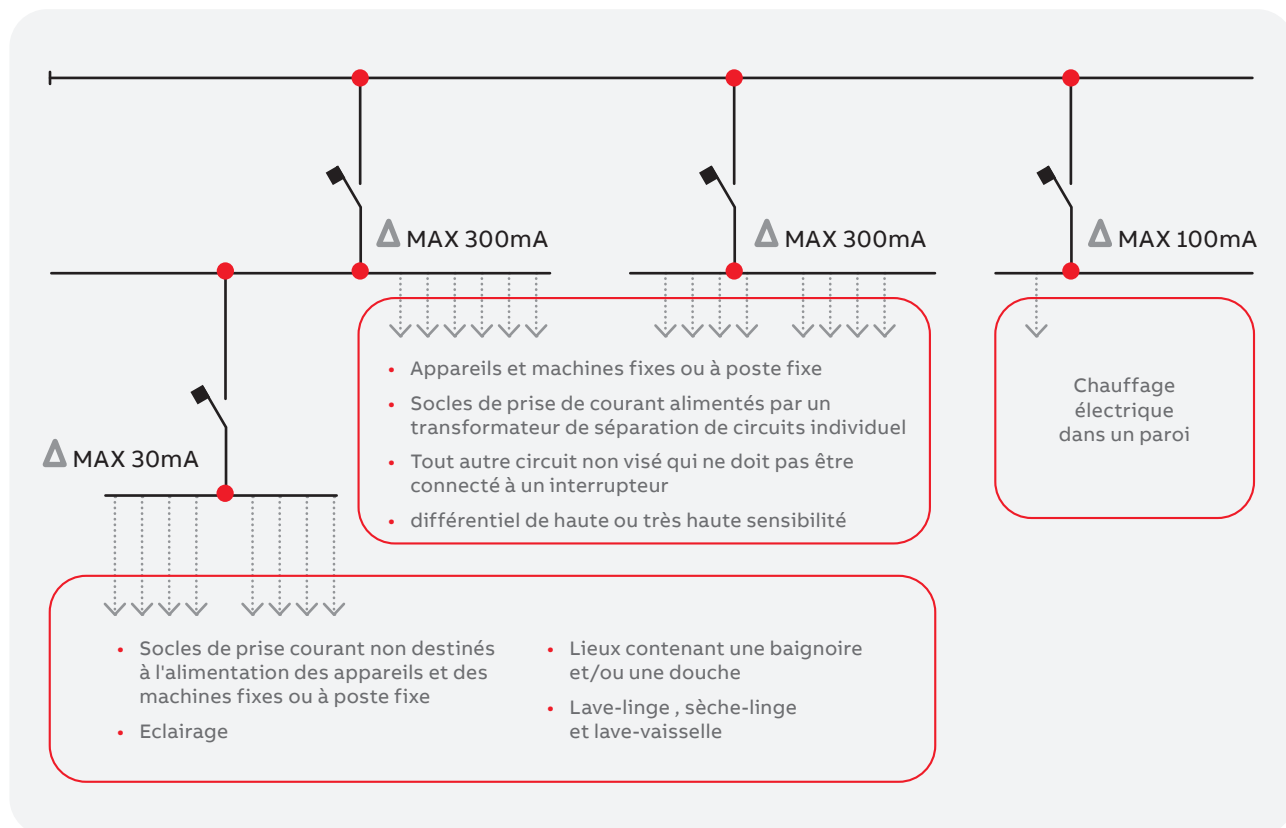 Δ MAX 300mA
Δ MAX 300mA
Δ MAX 100mA
• Appareils et machines fixes ou à poste fixe
• Socles de prise de courant alimentés par un
transformateur de séparation de circuits individuel
• Tout autre circuit non visé qui ne doit pas être
connecté à un interrupteur
• différentiel de haute ou très haute sensibilité
Chauffage
électrique
dans un paroi
Δ MAX 30mA
• Socles de prise courant non destinés
à l'alimentation des appareils et des
machines fixes ou à poste fixe
• Eclairage
• Lieux contenant une baignoire
et/ou une douche
• Lave-linge , sèche-linge
et lave-vaisselle